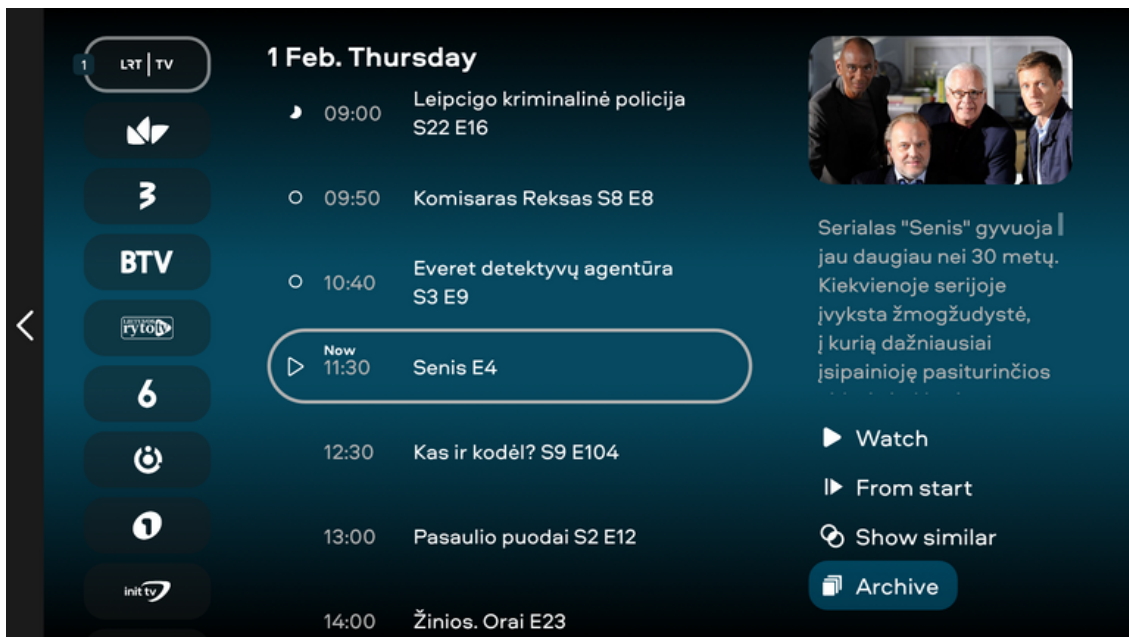 1
LRT | TV
3
BTV
LIETUVOS
rytotv
6
1
init tv
1 Feb. Thursday
09:00
Leipcigo kriminalinė policija
S22 E16
09:50 Komisaras Reksas S8 E8
10:40
Everet detektyvų agentūra
S3 E9
Now
11:30 Senis E4
12:30 Kas ir kodėl? S9 E104
13:00 Pasaulio puodai S2 E12
14:00 Žinios. Orai E23
Serialas "Senis" gyvuoja
jau daugiau nei 30 metų.
Kiekvienoje serijoje
įvyksta žmogžudystė,
į kurią dažniausiai
įsipainioję pasiturinčios
Watch
From start
Show similar
Archive